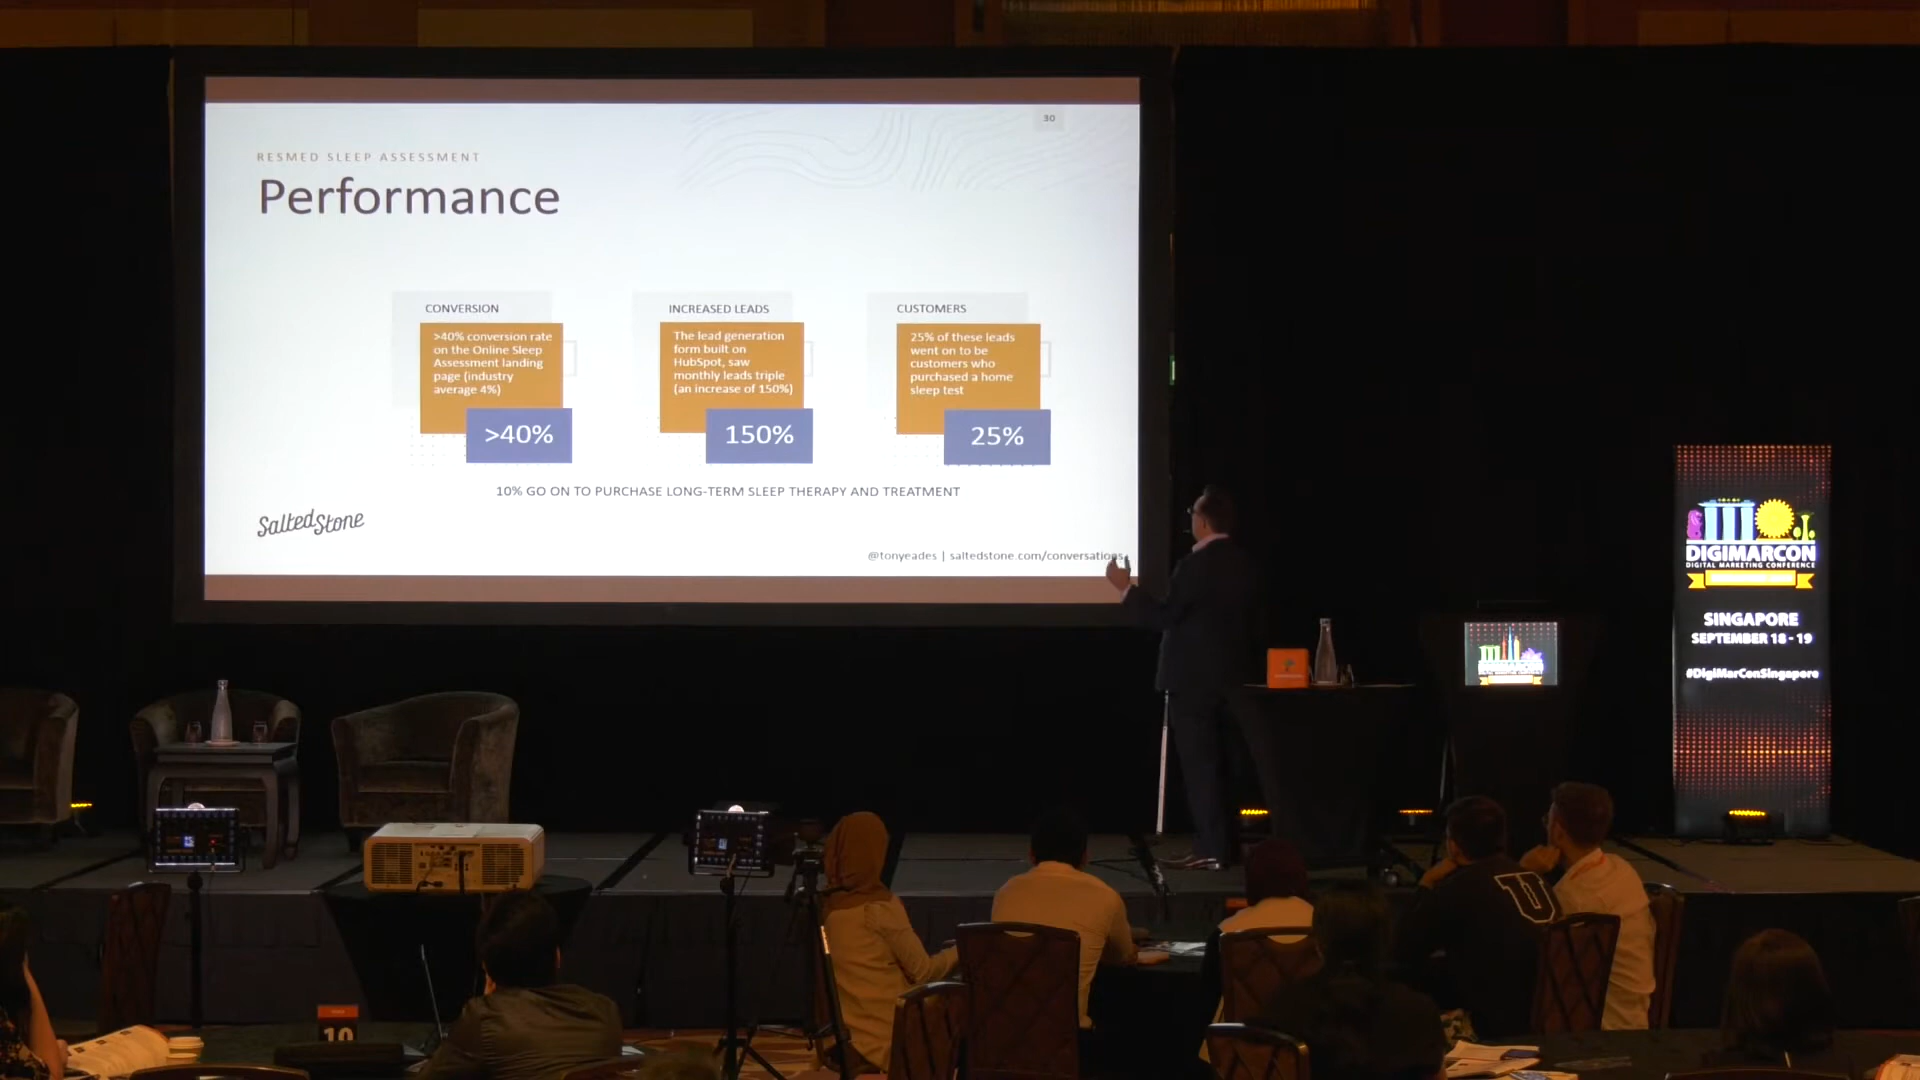 30
RESMED SLEEP ASSESSMENT
Performance
CONVERSION
>40% conversion rate
on the Online Sleep
Assessment landing
page (industry
average 4%)
>40%
INCREASED LEADS
The lead generation
form built on
HubSpot, saw
monthly leads triple
(an increase of 150%)
150%
CUSTOMERS
25% of these leads
went on to be
customers who
purchased a home
sleep test
25%
10% GO ON TO PURCHASE LONG-TERM SLEEP THERAPY AND TREATMENT
Salted Stone
@tonyeades | saltedstone.com/conversations
DIGIMARCON
DIGITAL MARKETING CONFERENCE
SINGAPORE
SEPTEMBER 18 - 19
#DigiMarConSingapore
U
10